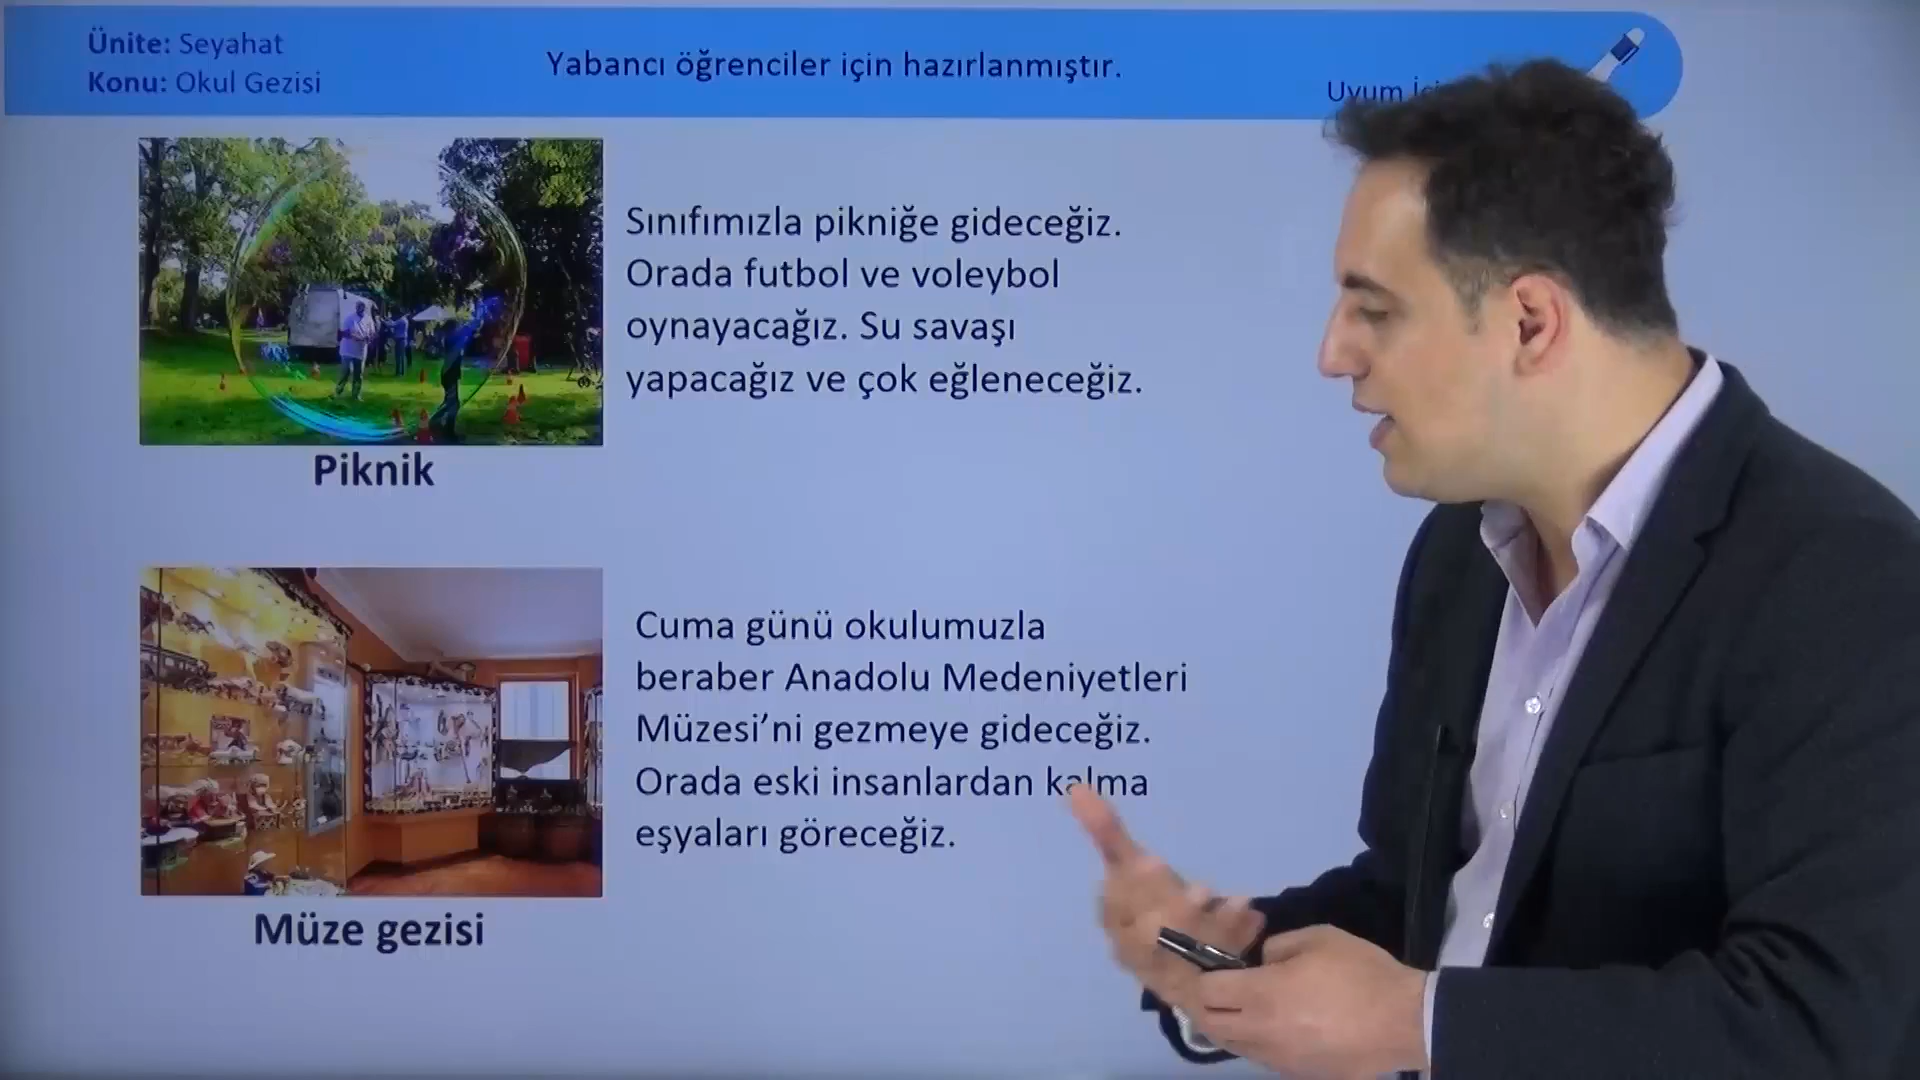 Ünite: Seyahat
Konu: Okul Gezisi
Yabancı öğrenciler için hazırlanmıştır.
Uyum
Sınıfımızla pikniğe gideceğiz.
Orada futbol ve voleybol
oynayacağız. Su savaşı
yapacağız ve çok eğleneceğiz.
Piknik
Cuma günü okulumuzla
beraber Anadolu Medeniyetleri
Müzesi’ni gezmeye gideceğiz.
Orada eski insanlardan kalma
eşyaları göreceğiz.
Müze gezisi